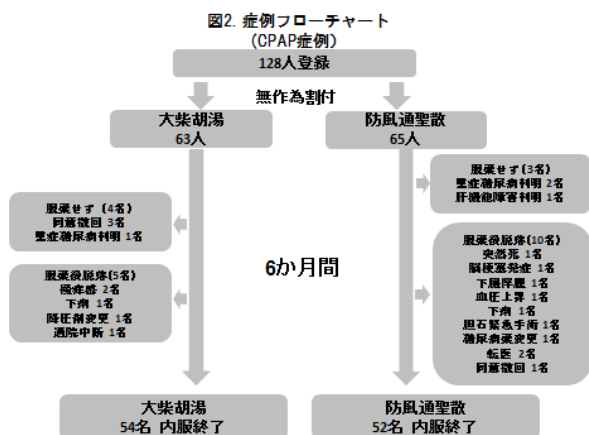 図2. 症例フローチャート
(CPAP症例)
128人登録
無作為割付
大柴胡湯
63人
防風通聖散
65人
服薬せず (3名)
重症糖尿病判明 2名
肝機能障害判明 1名
服薬せず (4名)
同意撤回 3名
重症糖尿病判明 1名
服薬後脱落(5名)
倦怠感 2名
下痢 1名
降圧剤変更 1名
通院中断 1名
6か月間
服薬後脱落(10名)
突然死 1名
脳梗塞発症 1名
下腿浮腫 1名
血圧上昇 1名
下痢 1名
胆石緊急手術 1名
糖尿病薬変更 1名
転医 2名
同意撤回 1名
大柴胡湯
54名 内服終了
防風通聖散
52名 内服終了